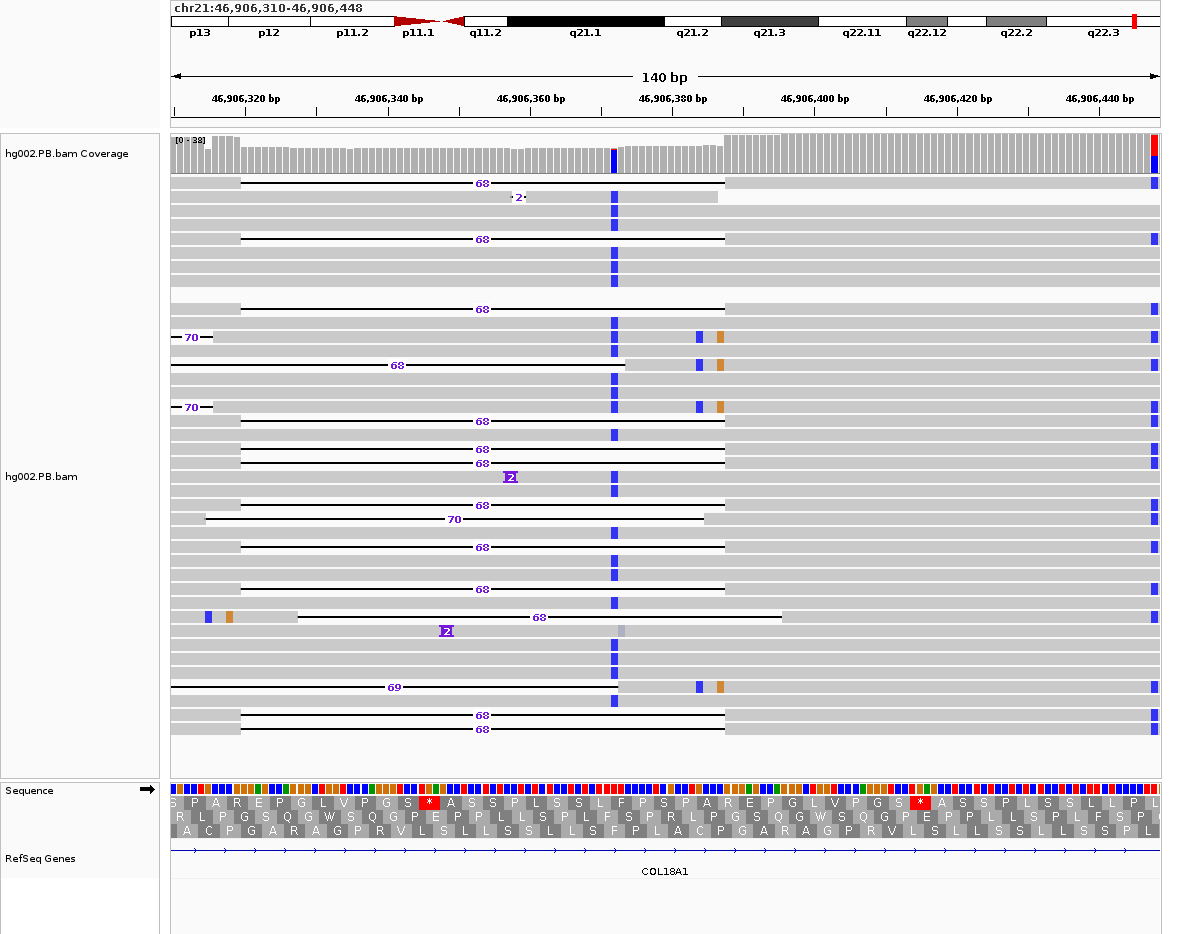 chr21:46,906,310-46,906,448
p13 p12 p11.2 p11.1 q11.2 q21.1 q21.2 q21.3 q22.11 q22.12 q22.2 q22.3
140 bp
46,906,320 bp 46,906,340 bp 46,906,360 bp 46,906,380 bp 46,906,400 bp 46,906,420 bp 46,906,440 bp
[0 - 38]
hg002.PB.bam Coverage
68
2
68
68
70
68
70
68
68
68
hg002.PB.bam 2
68
70
68
68
68
2
69
68
68
Sequence
S P A R E P G L V P G S * A S S P L S S L F P S P A R E P G L V P G S * A S S P L S S L L P L
R L P G S Q G W S Q G P E P P L L S P L F S P R L P G S Q G W S Q G P E P P L L S P L F S P
A C P G A R A G P R V L S L L S S L L S F P L A C P G A R A G P R V L S L L S S L L S S P L
RefSeq Genes
COL18A1